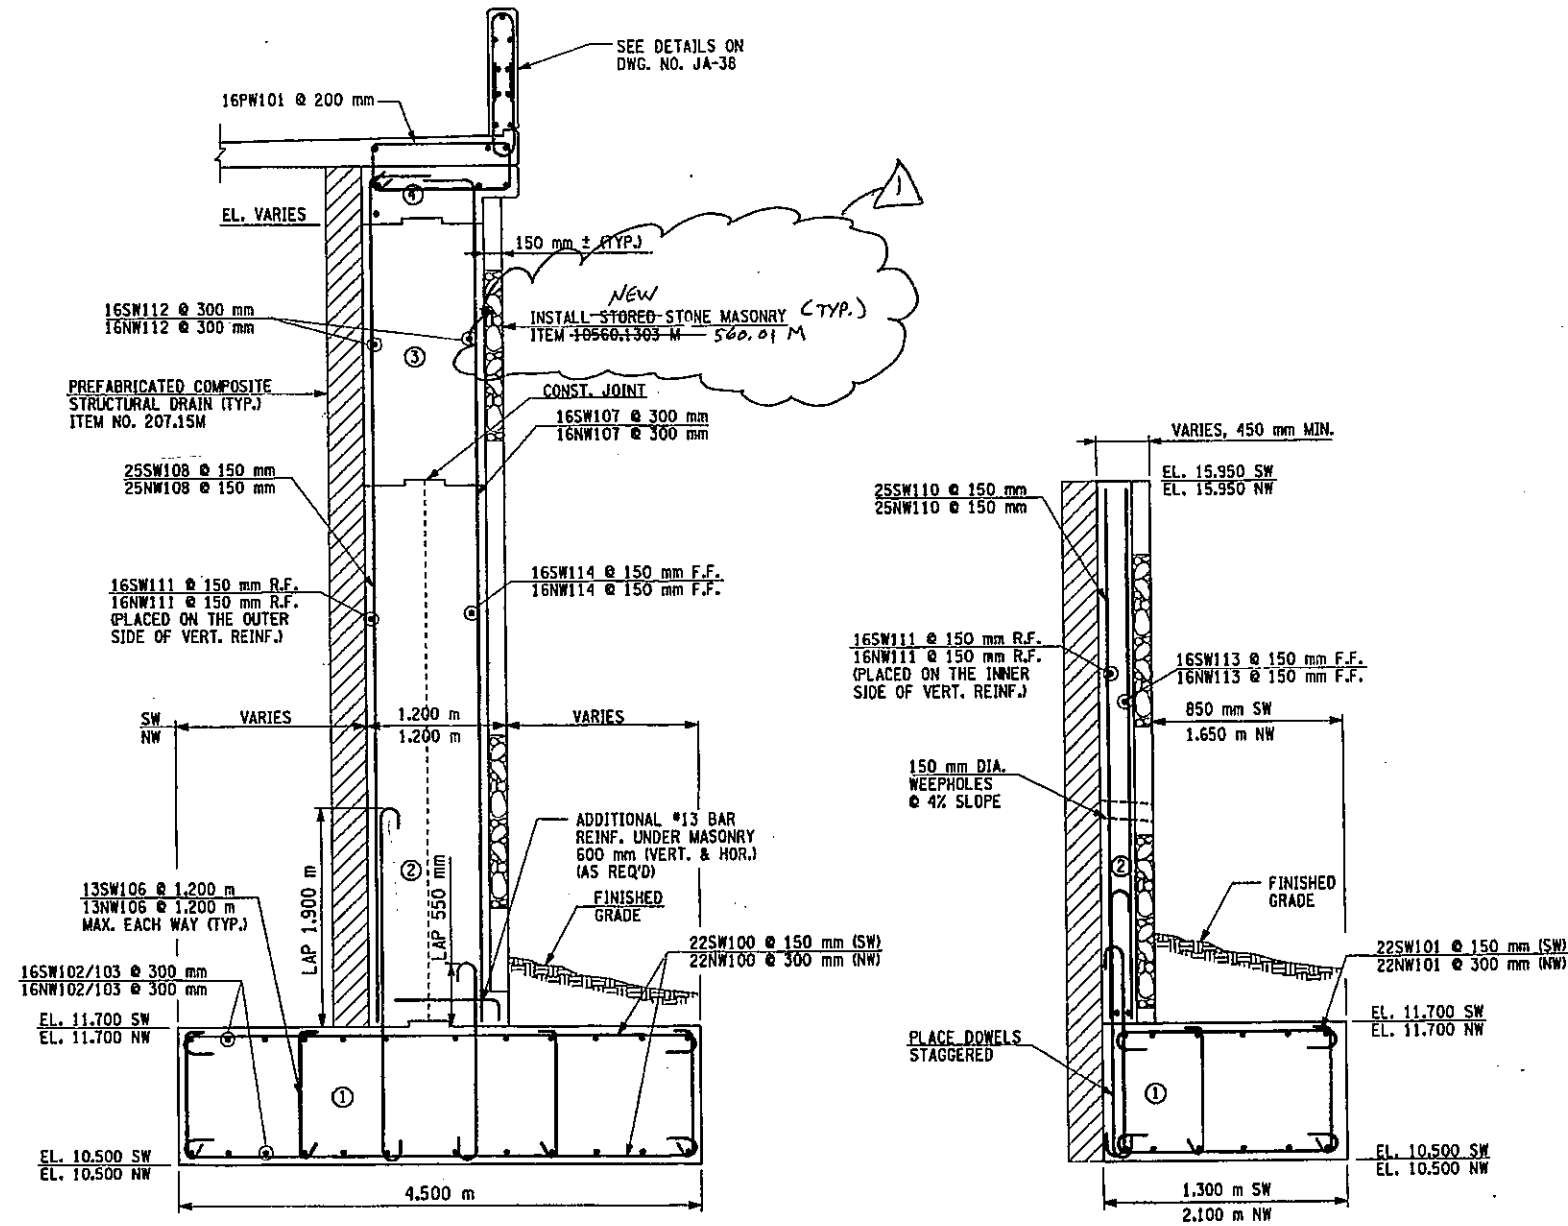 SEE DETAILS ON
DWG. NO. JA-38
16PW101 @ 200 mm
1
4
EL. VARIES
150 mm ± (TYP.)
NEW
INSTALL STORED STONE MASONRY (TYP.)
ITEM 10560.1303 M 560.01 M
16SW112 @ 300 mm
16NW112 @ 300 mm
3
PREFABRICATED COMPOSITE
STRUCTURAL DRAIN (TYP.)
ITEM NO. 207.15M
CONST. JOINT
16SW107 @ 300 mm
16NW107 @ 300 mm
25SW108 @ 150 mm
25NW108 @ 150 mm
16SW111 @ 150 mm R.F.
16NW111 @ 150 mm R.F.
(PLACED ON THE OUTER
SIDE OF VERT. REINF.)
16SW114 @ 150 mm F.F.
16NW114 @ 150 mm F.F.
SW
NW
VARIES
1.200 m
1.200 m
VARIES
ADDITIONAL #13 BAR
REINF. UNDER MASONRY
600 mm (VERT. & HOR.)
(AS REQ'D)
2
LAP 1.900 m
LAP 550 mm
FINISHED
GRADE
13SW106 @ 1.200 m
13NW106 @ 1.200 m
MAX. EACH WAY (TYP.)
22SW100 @ 150 mm (SW)
22NW100 @ 300 mm (NW)
16SW102/103 @ 300 mm
16NW102/103 @ 300 mm
EL. 11.700 SW
EL. 11.700 NW
1
EL. 10.500 SW
EL. 10.500 NW
4.500 m
VARIES, 450 mm MIN.
EL. 15.950 SW
EL. 15.950 NW
25SW110 @ 150 mm
25NW110 @ 150 mm
16SW111 @ 150 mm R.F.
16NW111 @ 150 mm R.F.
(PLACED ON THE INNER
SIDE OF VERT. REINF.)
16SW113 @ 150 mm F.F.
16NW113 @ 150 mm F.F.
850 mm SW
1.650 m NW
150 mm DIA.
WEEPHOLES
@ 4% SLOPE
2
FINISHED
GRADE
22SW101 @ 150 mm (SW)
22NW101 @ 300 mm (NW)
EL. 11.700 SW
EL. 11.700 NW
PLACE DOWELS
STAGGERED
1
EL. 10.500 SW
EL. 10.500 NW
1.300 m SW
2.100 m NW